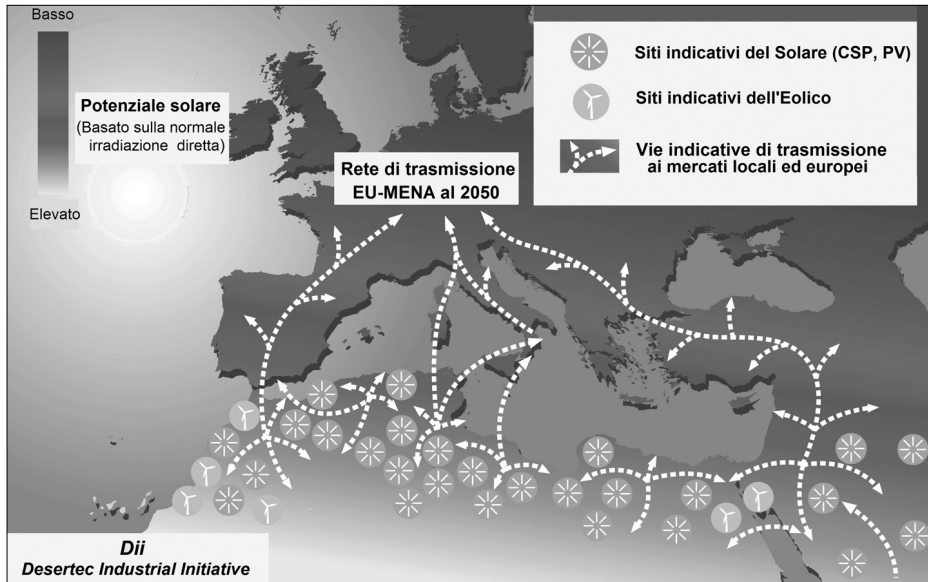 Basso
Potenziale solare
(Basato sulla normale
irradiazione diretta)
Elevato
Rete di trasmissione
EU-MENA al 2050
Siti indicativi del Solare (CSP, PV)
Siti indicativi dell'Eolico
Vie indicative di trasmissione
ai mercati locali ed europei
Dii
Desertec Industrial Initiative